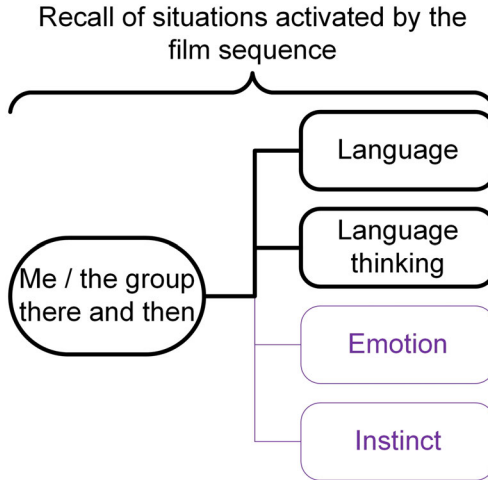 Recall of situations activated by the
film sequence
Language
Language
thinking
Me / the group
there and then
Emotion
Instinct